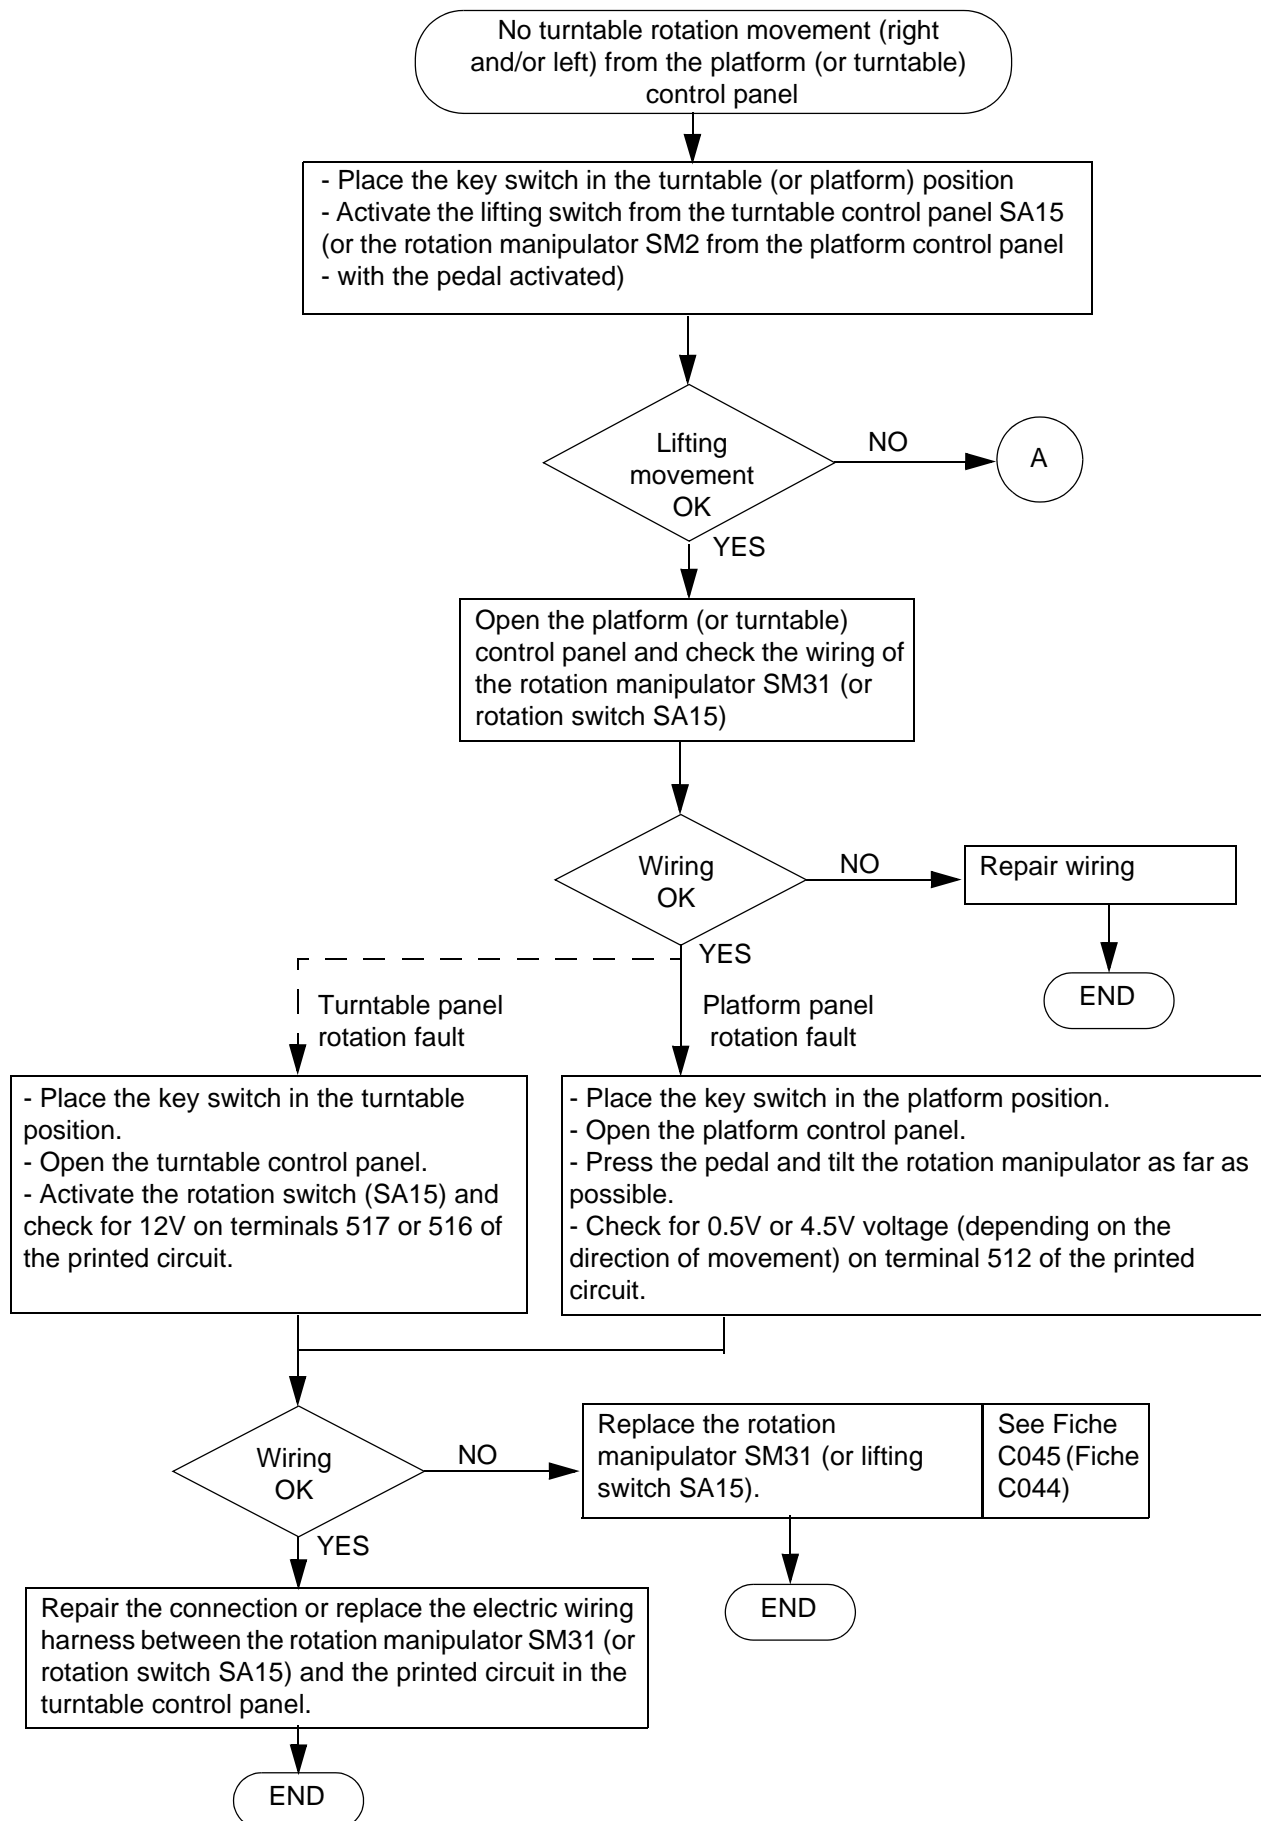 No turntable rotation movement (right
and/or left) from the platform (or turntable)
control panel
- Place the key switch in the turntable (or platform) position
- Activate the lifting switch from the turntable control panel SA15
(or the rotation manipulator SM2 from the platform control panel
- with the pedal activated)
Lifting
movement
OK
NO
A
YES
Open the platform (or turntable)
control panel and check the wiring of
the rotation manipulator SM31 (or
rotation switch SA15)
Wiring
OK
NO
Repair wiring
END
YES
Turntable panel
rotation fault
Platform panel
rotation fault
- Place the key switch in the turntable
position.
- Open the turntable control panel.
- Activate the rotation switch (SA15) and
check for 12V on terminals 517 or 516 of
the printed circuit.
- Place the key switch in the platform position.
- Open the platform control panel.
- Press the pedal and tilt the rotation manipulator as far as
possible.
- Check for 0.5V or 4.5V voltage (depending on the
direction of movement) on terminal 512 of the printed
circuit.
Wiring
OK
NO
Replace the rotation
manipulator SM31 (or lifting
switch SA15).
See Fiche
C045 (Fiche
C044)
END
YES
Repair the connection or replace the electric wiring
harness between the rotation manipulator SM31 (or
rotation switch SA15) and the printed circuit in the
turntable control panel.
END